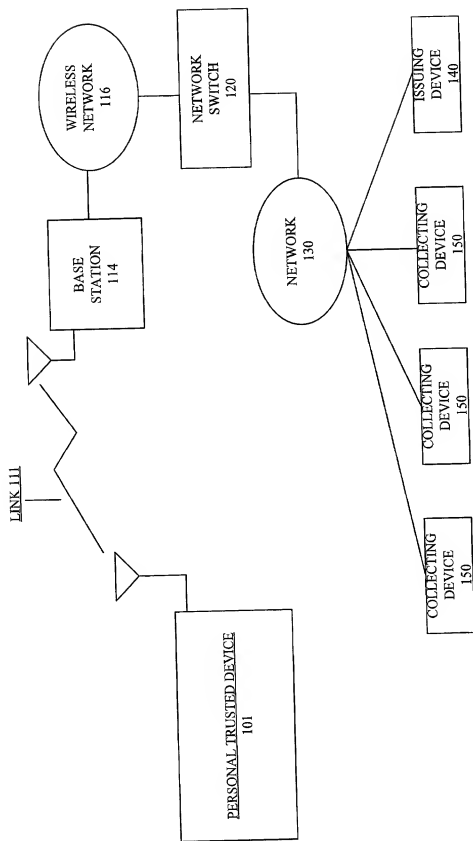 LINK 111
PERSONAL TRUSTED DEVICE
101
BASE
STATION
114
WIRELESS
NETWORK
116
NETWORK
SWITCH
120
NETWORK
130
COLLECTING
DEVICE
150
COLLECTING
DEVICE
150
COLLECTING
DEVICE
150
ISSUING
DEVICE
140